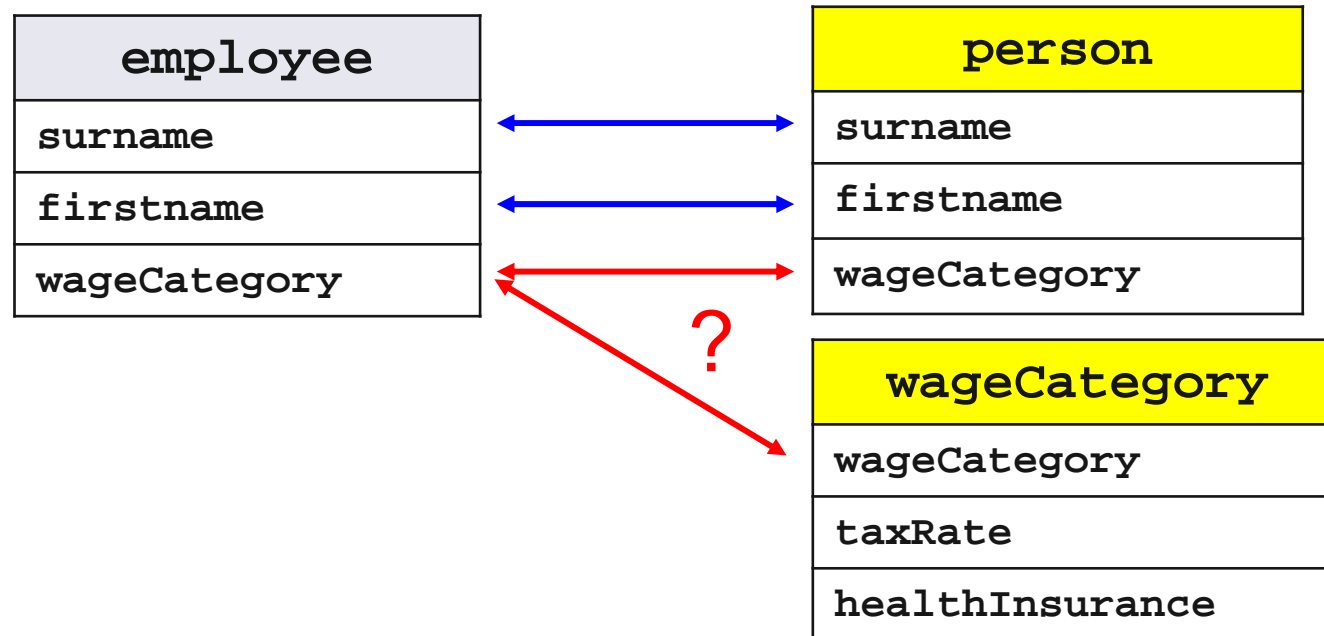 employee
surname
firstname
wageCategory
person
surname
firstname
wageCategory
?
wageCategory
wageCategory
taxRate
healthInsurance